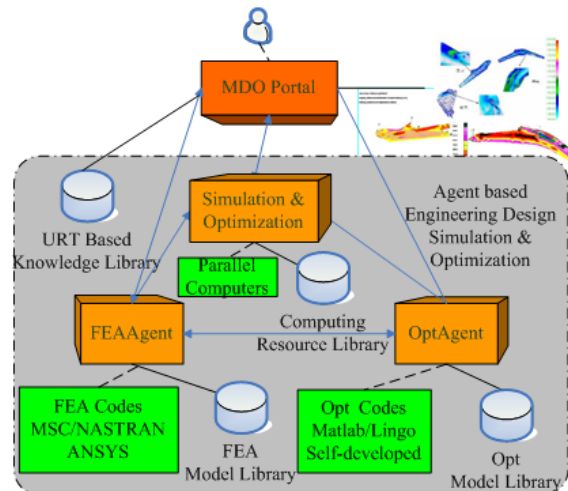 MDO Portal
Simulation &
Optimization
Agent based
Engineering Design
Simulation &
Optimization
URT Based
Knowledge Library
Parallel
Computers
Computing
Resource Library
FEAAgent
OptAgent
FEA Codes
MSC/NASTRAN
ANSYS
FEA
Model Library
Opt Codes
Matlab/Lingo
Self-developed
Opt
Model Library